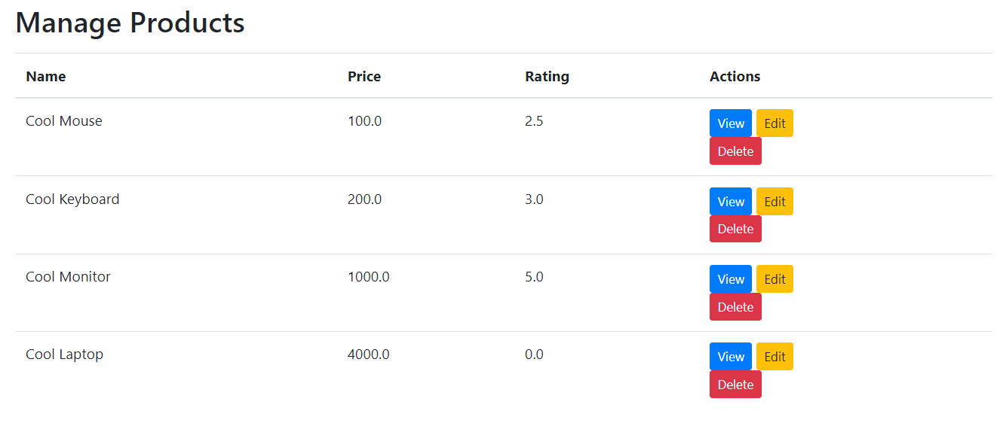 Manage Products
Name Price Rating Actions
Cool Mouse 100.0 2.5 View Edit
Delete
Cool Keyboard 200.0 3.0 View Edit
Delete
Cool Monitor 1000.0 5.0 View Edit
Delete
Cool Laptop 4000.0 0.0 View Edit
Delete